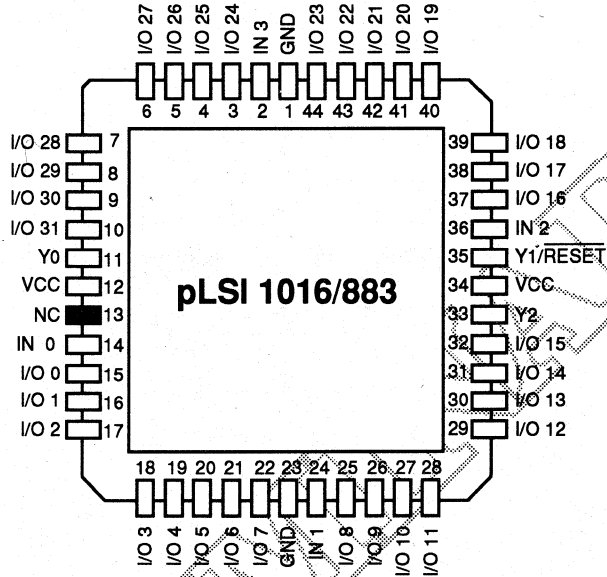 I/O 27 I/O 26 I/O 25 I/O 24 IN 3 GND I/O 23 I/O 22 I/O 21 I/O 20 I/O 19
6 5 4 3 2 1 44 43 42 41 40
I/O 28 7 39 I/O 18
I/O 29 8 38 I/O 17
I/O 30 9 37 I/O 16
I/O 31 10 36 IN 2
Y0 11 35 Y1/RESET
VCC 12 34 VCC
pLSI 1016/883
NC 13 33 Y2
IN 0 14 32 I/O 15
I/O 0 15 31 I/O 14
I/O 1 16 30 I/O 13
I/O 2 17 29 I/O 12
18 19 20 21 22 23 24 25 26 27 28
I/O 3 I/O 4 I/O 5 I/O 6 I/O 7 GND IN 1 I/O 8 I/O 9 I/O 10 I/O 11